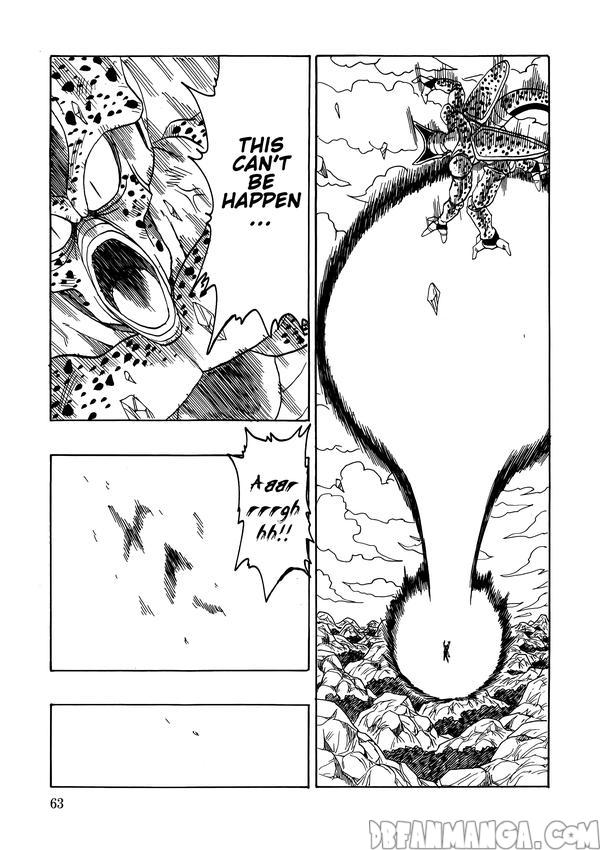 THIS
CAN'T
BE
HAPPEN
...
Aaar
rrrgh
hh!!
63
DBFANMANGA.COM